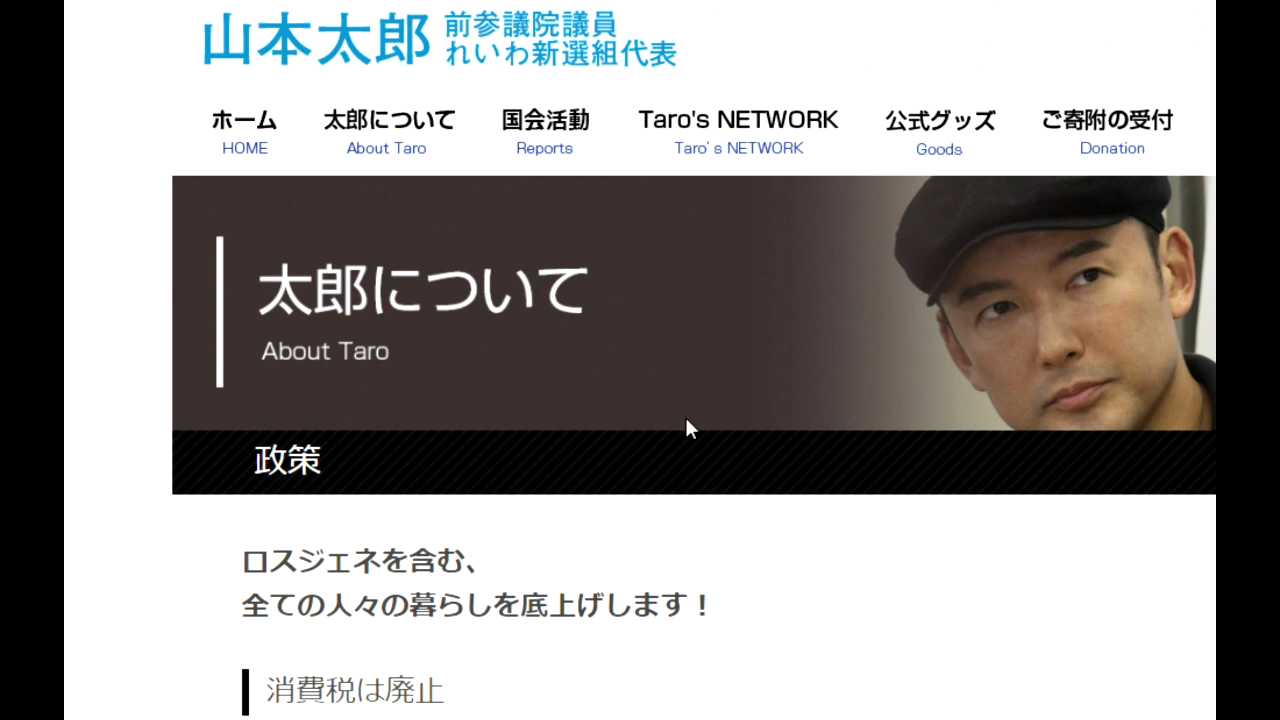 山本太郎 前参議院議員
れいわ新選組代表
ホーム 太郎について 国会活動 Taro's NETWORK 公式グッズ ご寄附の受付
HOME About Taro Reports Taro's NETWORK Goods Donation
太郎について
About Taro
政策
ロスジェネを含む、
全ての人々の暮らしを底上げします！
消費税は廃止